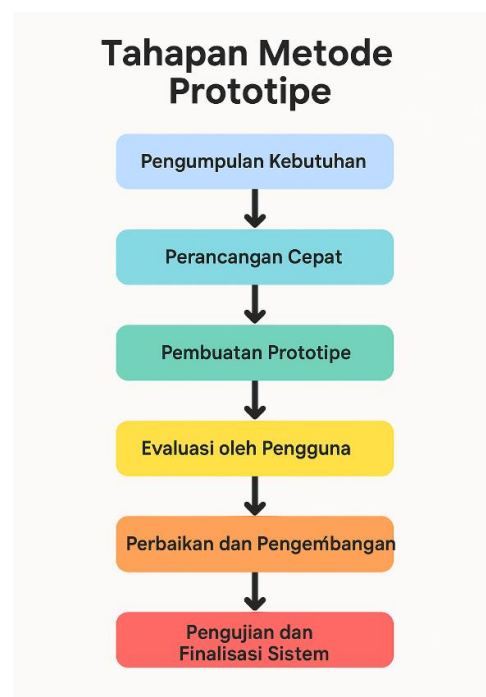 Tahapan Metode
Prototipe
Pengumpulan Kebutuhan
Perancangan Cepat
Pembuatan Prototipe
Evaluasi oleh Pengguna
Perbaikan dan Pengembangan
Pengujian dan
Finalisasi Sistem